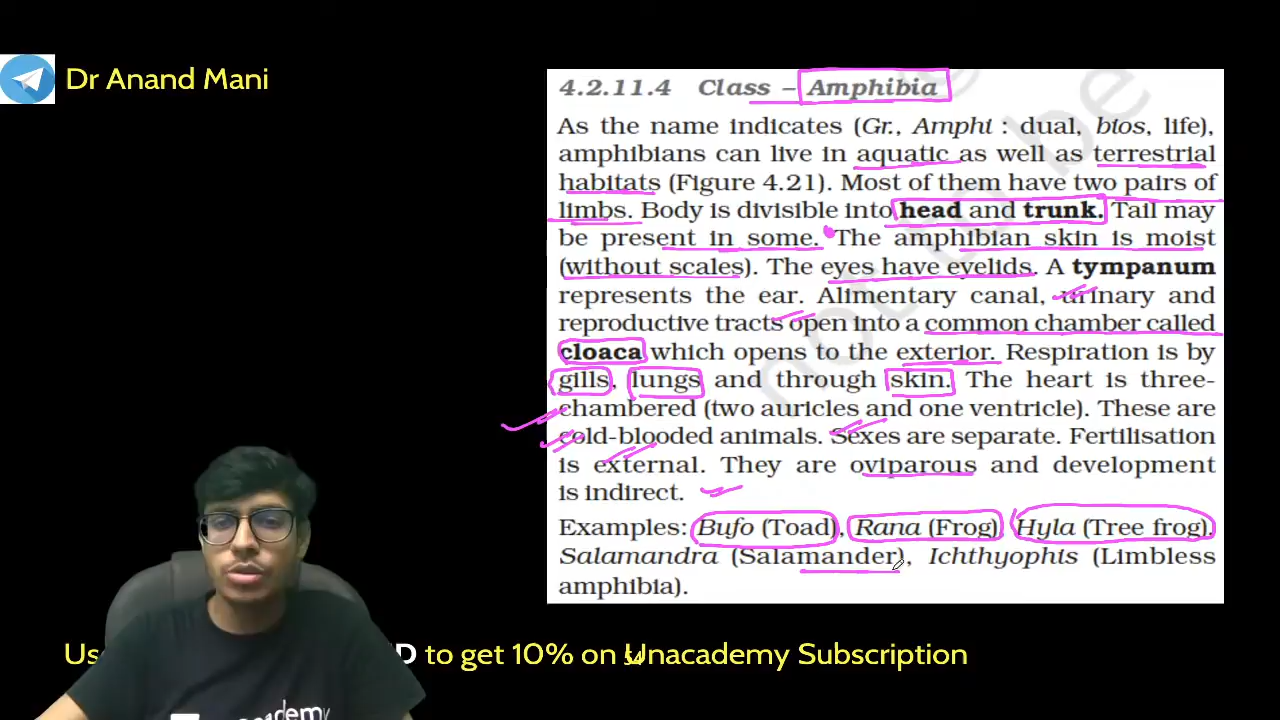 Dr Anand Mani
4.2.11.4 Class – Amphibia
As the name indicates (Gr., Amphi : dual, bios, life),
amphibians can live in aquatic as well as terrestrial
habitats (Figure 4.21). Most of them have two pairs of
limbs. Body is divisible into head and trunk. Tail may
be present in some. The amphibian skin is moist
(without scales). The eyes have eyelids. A tympanum
represents the ear. Alimentary canal, urinary and
reproductive tracts open into a common chamber called
cloaca which opens to the exterior. Respiration is by
gills, lungs and through skin. The heart is three-
chambered (two auricles and one ventricle). These are
cold-blooded animals. Sexes are separate. Fertilisation
is external. They are oviparous and development
is indirect.
Examples: Bufo (Toad), Rana (Frog), Hyla (Tree frog),
Salamandra (Salamander), Ichthyophis (Limbless
amphibia).
not to be
to get 10% on Unacademy Subscription
54